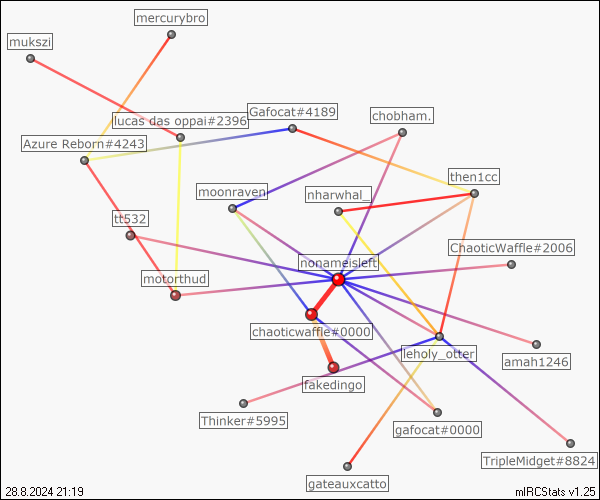 mercurybro
mukszi
Gafocat#4189
chobham.
lucas das oppai#2396
Azure Reborn#4243
then1cc
moonraven
nharwhal_
tt532
ChaoticWaffle#2006
nonameisleft
motorthud
chaoticwaffle#0000
leholy_otter
amah1246
fakedingo
Thinker#5995
gafocat#0000
TripleMidget#8824
gateauxcatto
28.8.2024 21:19
mIRCStats v1.25